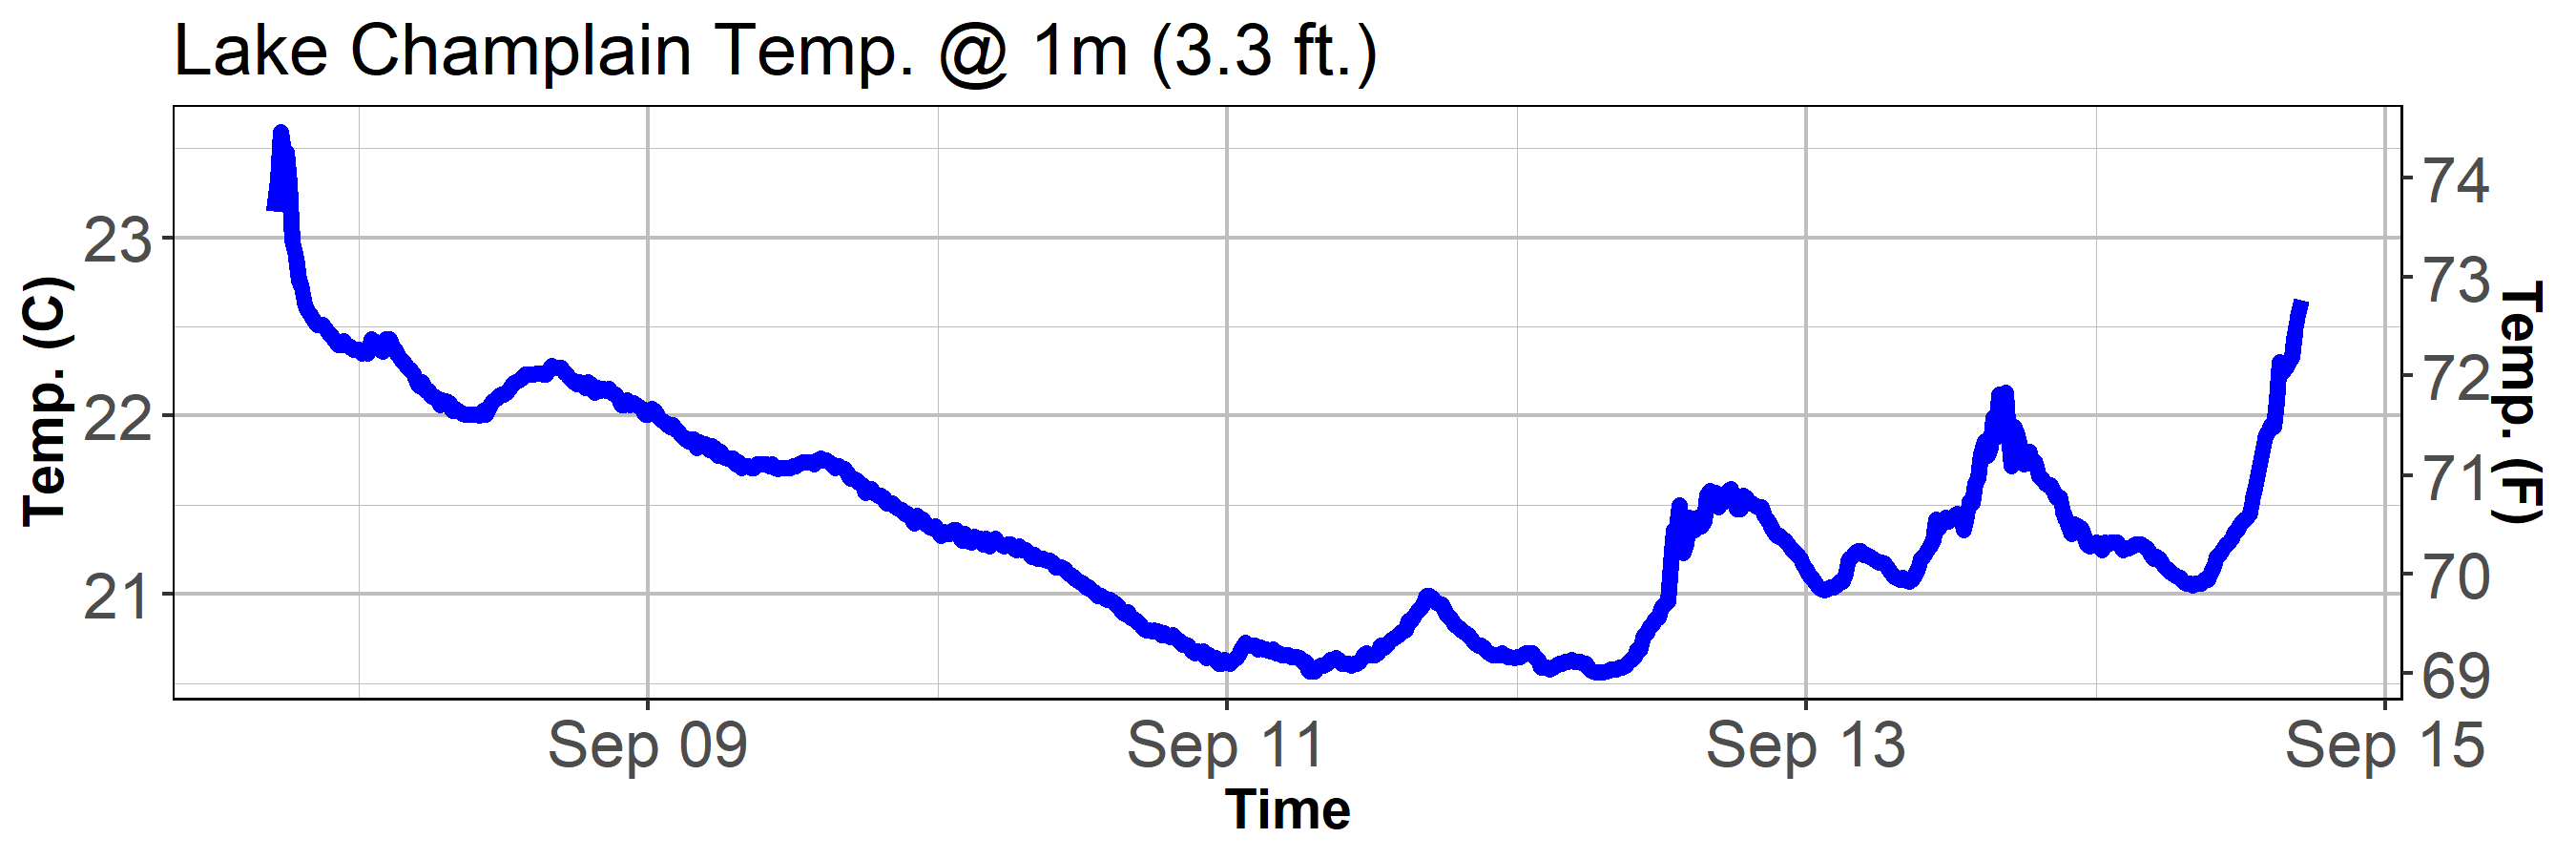 Lake Champlain Temp. @ 1m (3.3 ft.)
Temp. (C)
23
22
21
74
73
72
71
70
69
Temp. (F)
Sep 09
Sep 11
Sep 13
Sep 15
Time